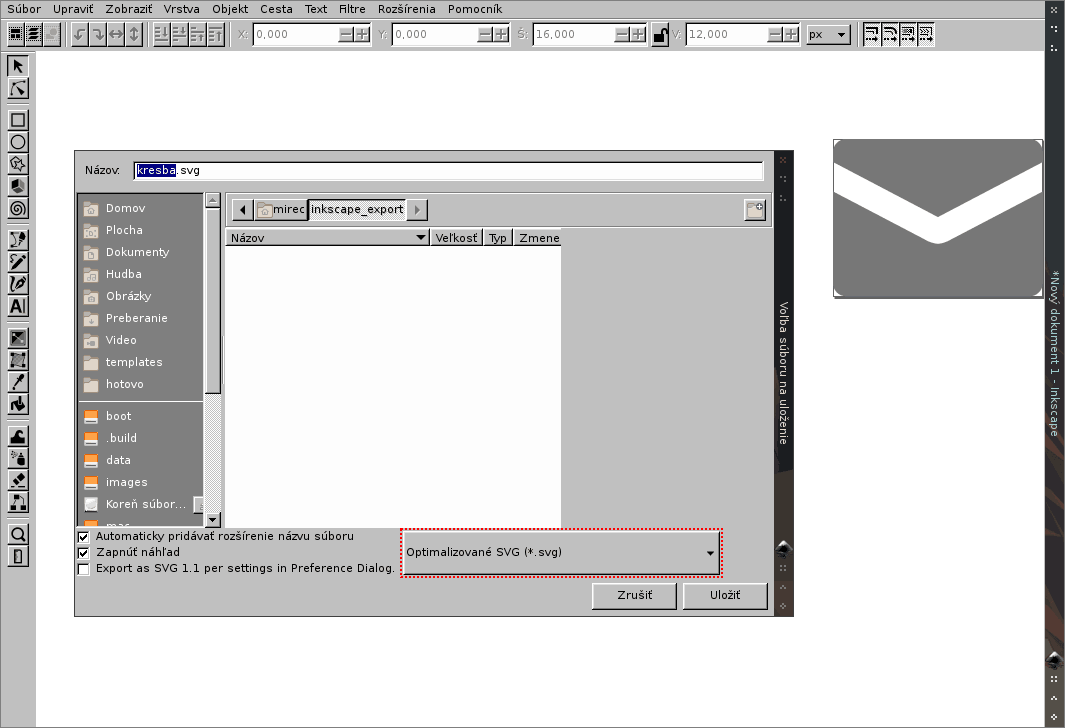 Súbor Upraviť Zobraziť Vrstva Objekt Cesta Text Filtre Rozšírenia Pomocník
X: 0,000 Y: 0,000 Š: 16,000 V: 12,000 px
Názov: kresba.svg
mirec inkscape_export
Názov Veľkosť Typ Zmene
Domov
Plocha
Dokumenty
Hudba
Obrázky
Preberanie
Video
templates
hotovo
boot
.build
data
images
Koreň súbor...
Automaticky pridávať rozšírenie názvu súboru
Zapnúť náhľad
Export as SVG 1.1 per settings in Preference Dialog.
Optimalizované SVG (*.svg)
Zrušiť Uložiť
Voľba súboru na uloženie
*Nový dokument 1 - Inkscape